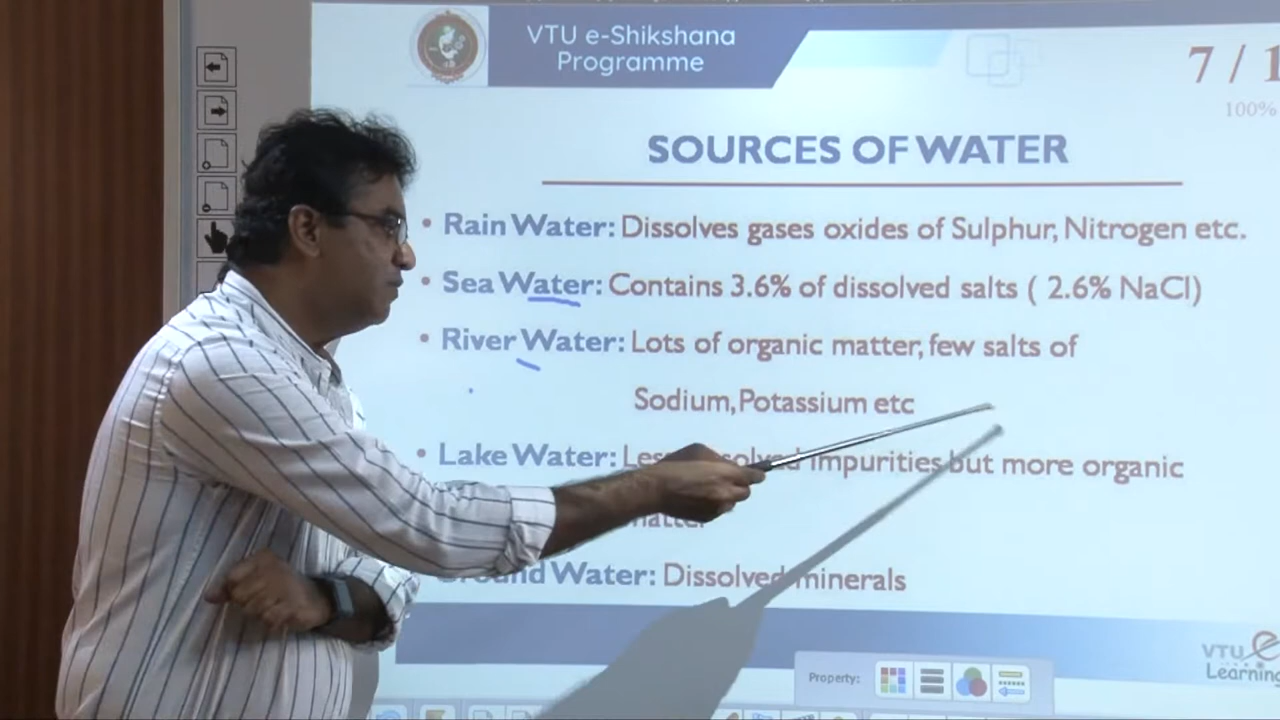 VTU e-Shikshana
Programme
7 / 1
100%
SOURCES OF WATER
• Rain Water: Dissolves gases oxides of Sulphur, Nitrogen etc.
• Sea Water: Contains 3.6% of dissolved salts ( 2.6% NaCl)
• River Water: Lots of organic matter, few salts of
Sodium, Potassium etc
• Lake Water: impurities but more organic
Water: Dissolved minerals
VTU e
Learning
Property: